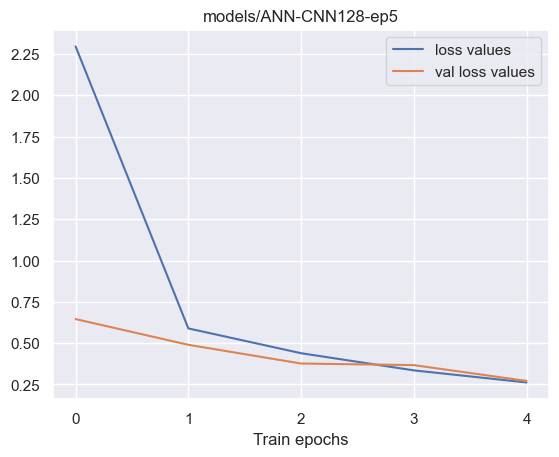 models/ANN-CNN128-ep5
loss values
val loss values
2.25
2.00
1.75
1.50
1.25
1.00
0.75
0.50
0.25
0 1 2 3 4
Train epochs